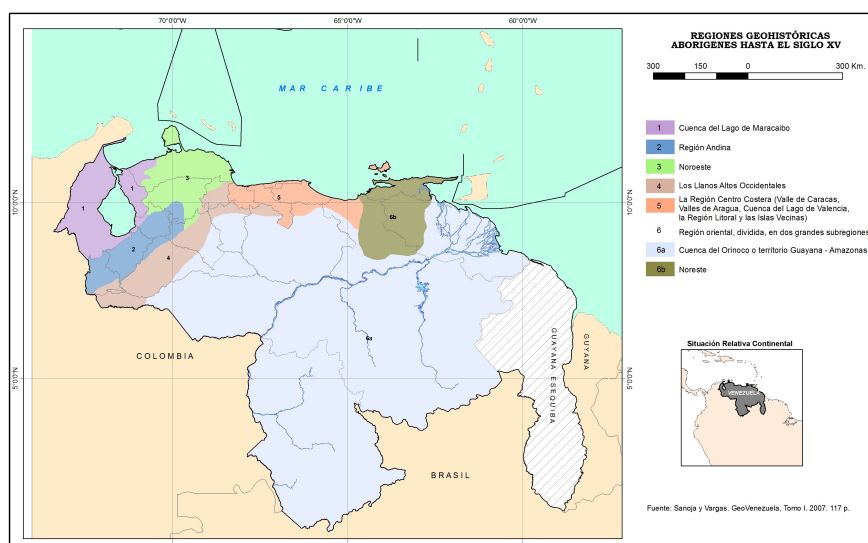 REGIONES GEOHISTÓRICAS
ABORIGENES HASTA EL SIGLO XV
300 150 0 300 Km.
70°0'0"W 65°0'0"W 60°0'0"W
MAR CARIBE
10°0'0"N
10°0'0"N
5°0'0"N
5°0'0"N
1
1
2
3
4
5
6a
6b
COLOMBIA
BRASIL
GUYANA
GUAYANA ESEQUIBA
1 Cuenca del Lago de Maracaibo
2 Región Andina
3 Noroeste
4 Los Llanos Altos Occidentales
5 La Región Centro Costera (Valle de Caracas,
Valles de Aragua, Cuenca del Lago de Valencia,
la Región Litoral y las Islas Vecinas)
6 Región oriental, dividida, en dos grandes subregiones
6a Cuenca del Orinoco o territorio Guayana - Amazonas
6b Noreste
Situación Relativa Continental
VENEZUELA
Fuente: Sanoja y Vargas. GeoVenezuela, Tomo I. 2007. 117 p.